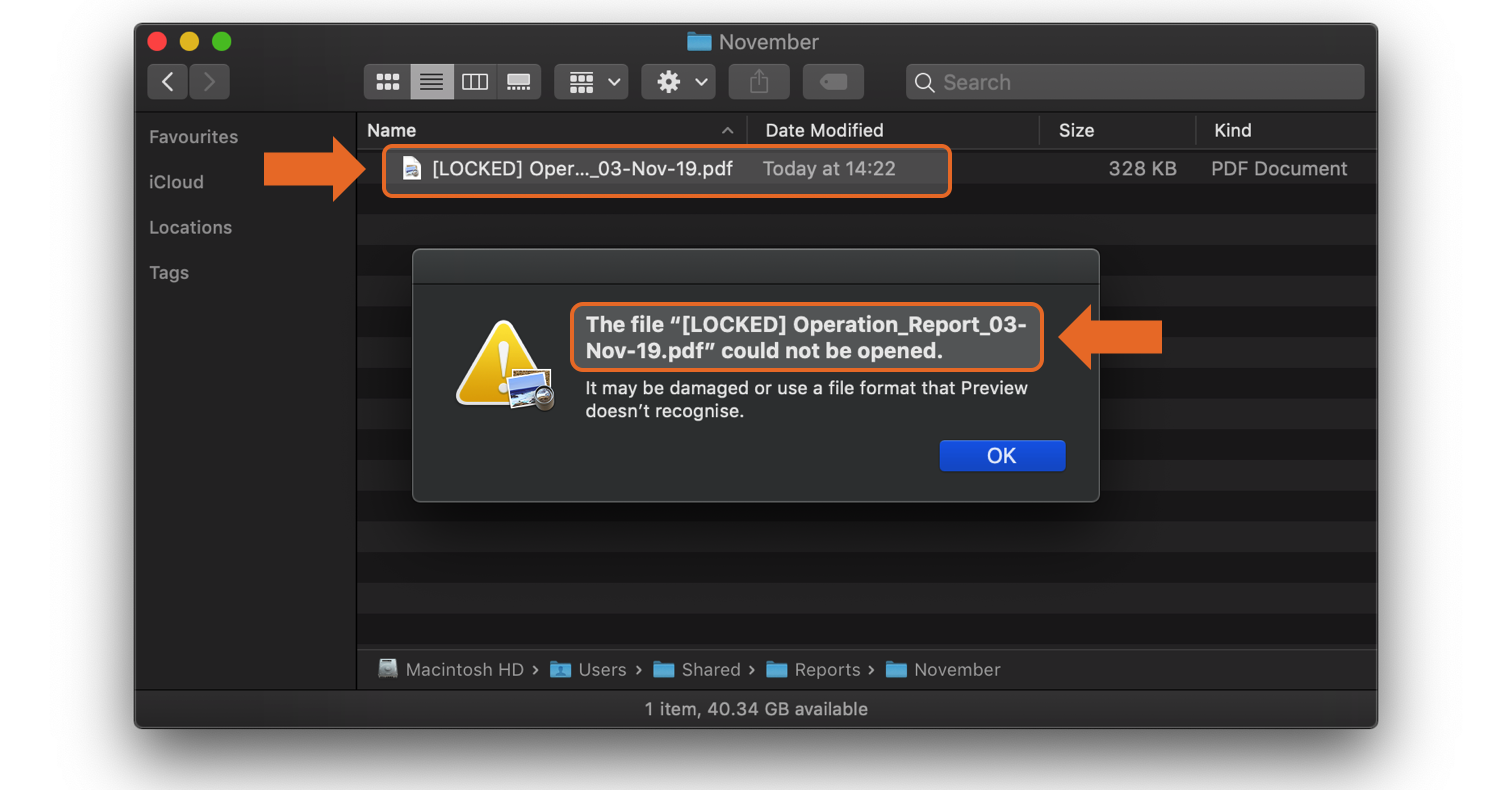 November
Search
Favourites
iCloud
Locations
Tags
Name Date Modified Size Kind
[LOCKED] Oper..._03-Nov-19.pdf Today at 14:22 328 KB PDF Document
The file “[LOCKED] Operation_Report_03-
Nov-19.pdf” could not be opened.
It may be damaged or use a file format that Preview
doesn’t recognise.
OK
Macintosh HD › Users › Shared › Reports › November
1 item, 40.34 GB available